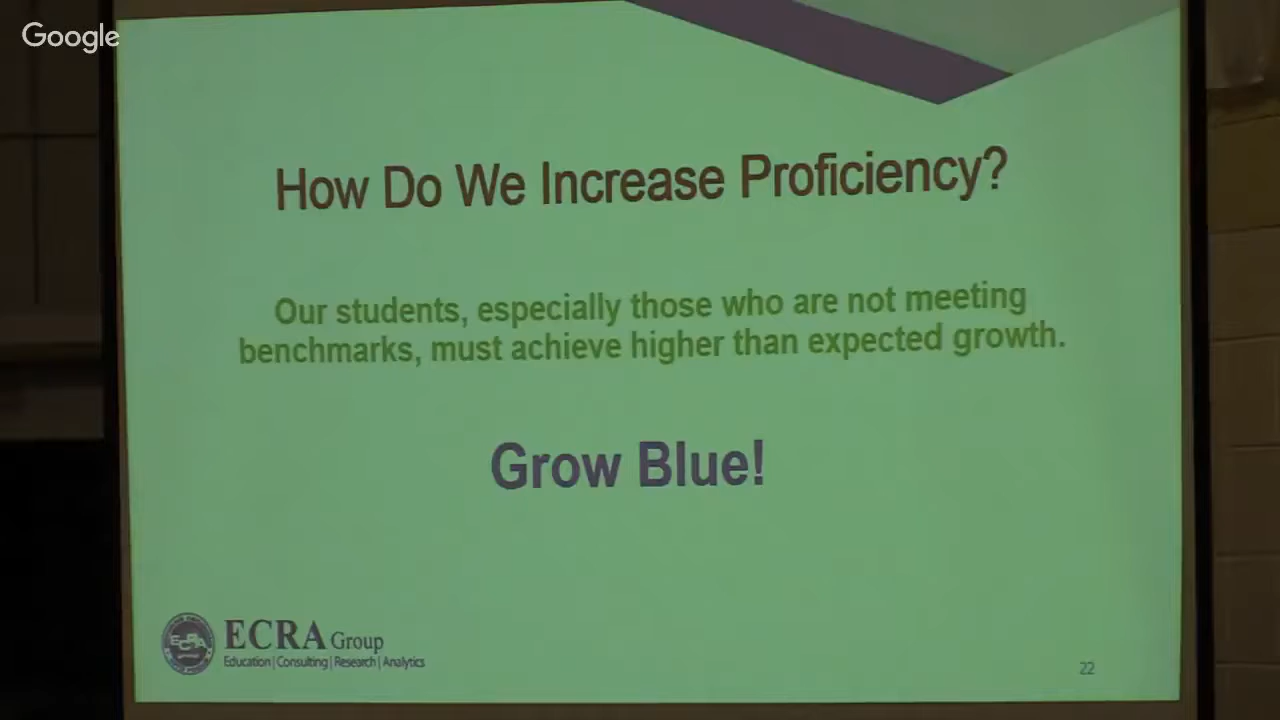 Google
How Do We Increase Proficiency?
Our students, especially those who are not meeting
benchmarks, must achieve higher than expected growth.
Grow Blue!
ECRA Group
Education | Consulting | Research | Analytics
22